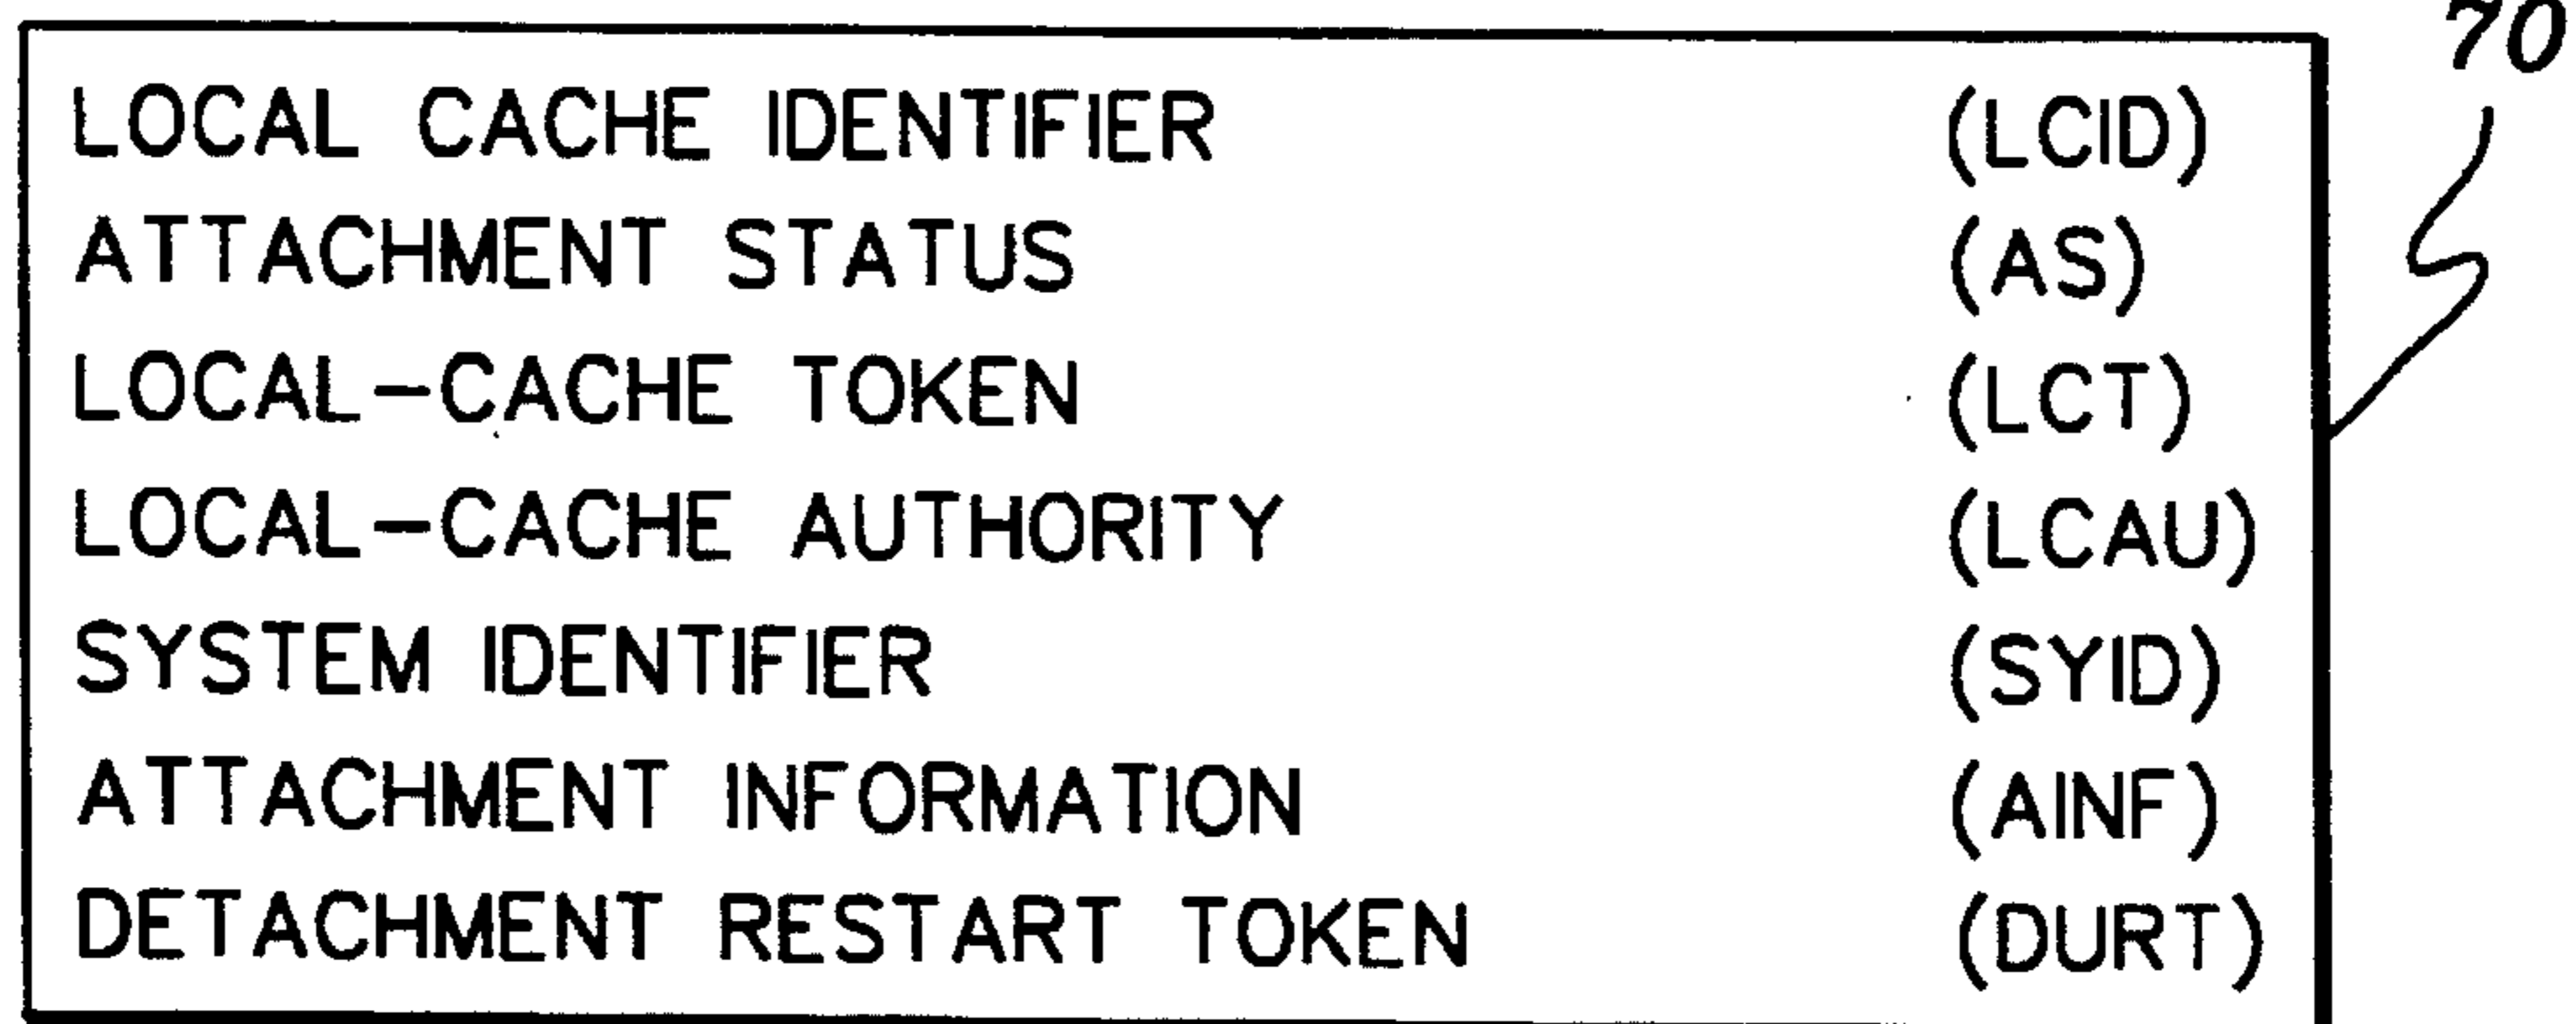 70
LOCAL CACHE IDENTIFIER (LCID)
ATTACHMENT STATUS (AS)
LOCAL-CACHE TOKEN (LCT)
LOCAL-CACHE AUTHORITY (LCAU)
SYSTEM IDENTIFIER (SYID)
ATTACHMENT INFORMATION (AINF)
DETACHMENT RESTART TOKEN (DURT)